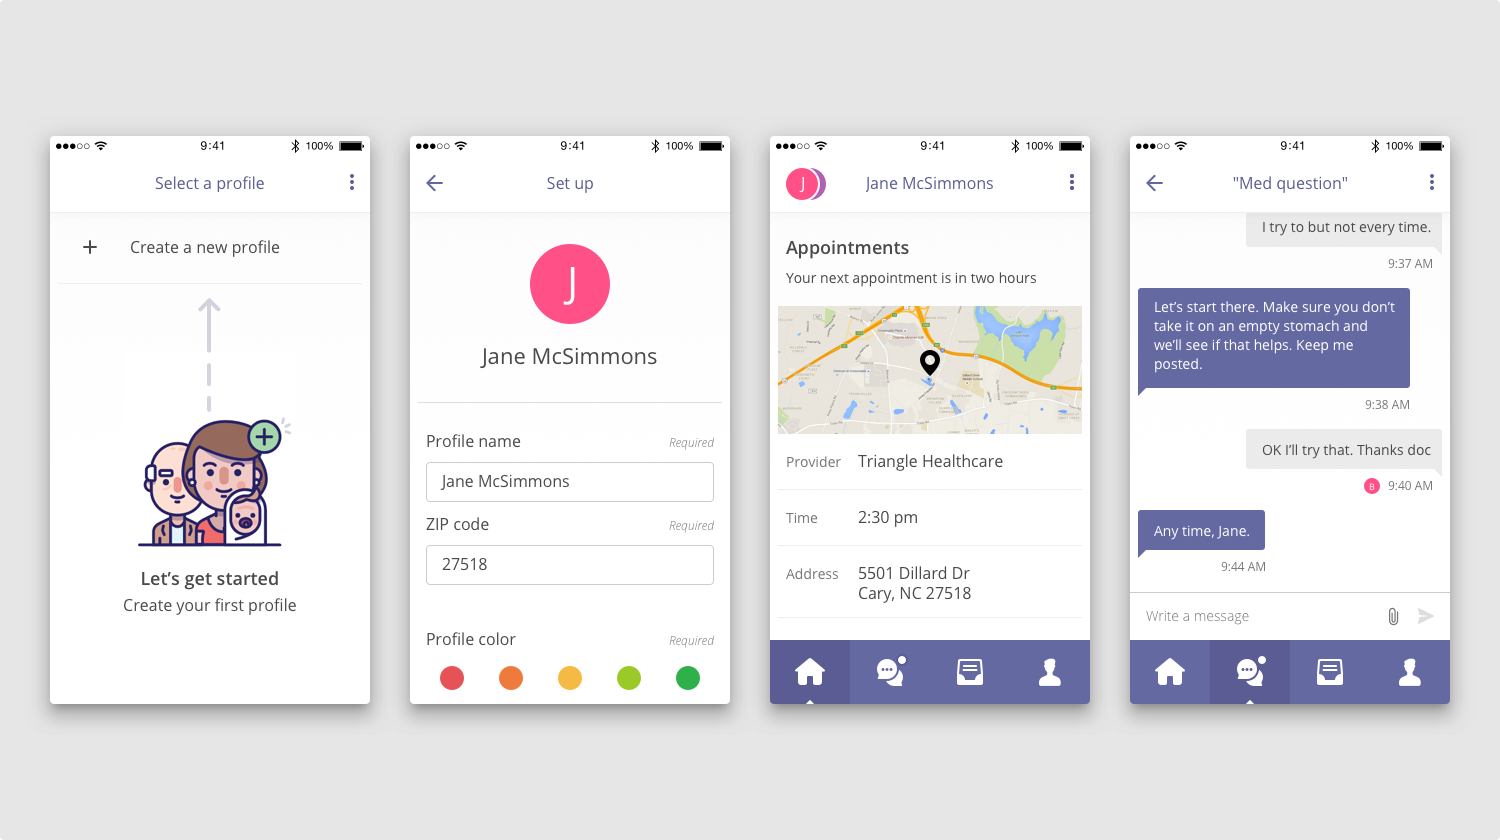 9:41
100%
Select a profile
Create a new profile
Let's get started
Create your first profile
9:41
100%
Set up
J
Jane McSimmons
Profile name
Required
Jane McSimmons
ZIP code
Required
27518
Profile color
Required
9:41
100%
J
Jane McSimmons
Appointments
Your next appointment is in two hours
Provider
Triangle Healthcare
Time
2:30 pm
Address
5501 Dillard Dr
Cary, NC 27518
9:41
100%
"Med question"
I try to but not every time.
9:37 AM
Let's start there. Make sure you don't
take it on an empty stomach and
we'll see if that helps. Keep me
posted.
9:38 AM
OK I'll try that. Thanks doc
B
9:40 AM
Any time, Jane.
9:44 AM
Write a message